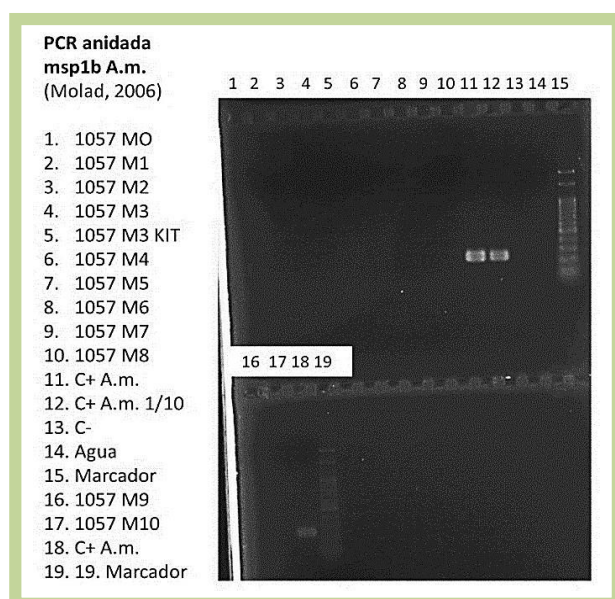 PCR anidada
msp1b A.m.
(Molad, 2006)
1. 1057 MO
2. 1057 M1
3. 1057 M2
4. 1057 M3
5. 1057 M3 KIT
6. 1057 M4
7. 1057 M5
8. 1057 M6
9. 1057 M7
10. 1057 M8
11. C+ A.m.
12. C+ A.m. 1/10
13. C-
14. Agua
15. Marcador
16. 1057 M9
17. 1057 M10
18. C+ A.m.
19. 19. Marcador
1 2 3 4 5 6 7 8 9 10 11 12 13 14 15
16 17 18 19